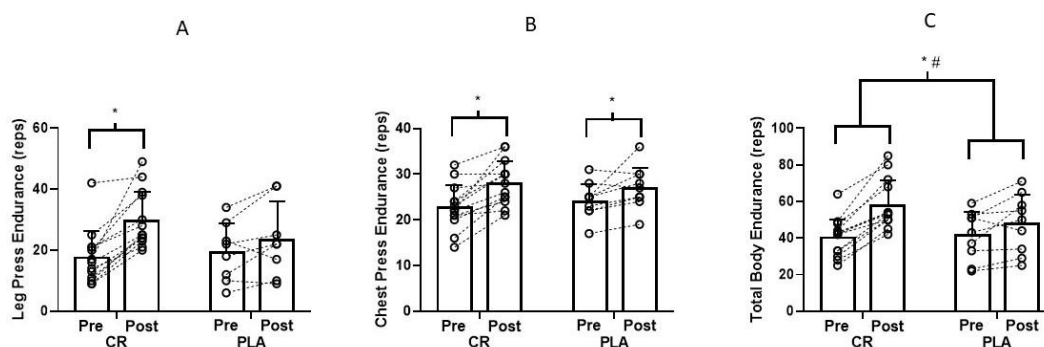 A
Leg Press Endurance (reps)
60
40
20
0
*
Pre Post Pre Post
CR PLA
B
Chest Press Endurance (reps)
40
30
20
10
0
* *
Pre Post Pre Post
CR PLA
C
Total Body Endurance (reps)
100
80
60
40
20
0
* #
Pre Post Pre Post
CR PLA